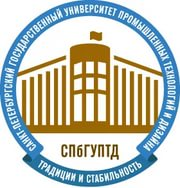 САНКТ-ПЕТЕРБУРГСКИЙ ГОСУДАРСТВЕННЫЙ УНИВЕРСИТЕТ ПРОМЫШЛЕННЫХ ТЕХНОЛОГИЙ И ДИЗАЙНА
СПбГУПТД
ТРАДИЦИИ И СТАБИЛЬНОСТЬ